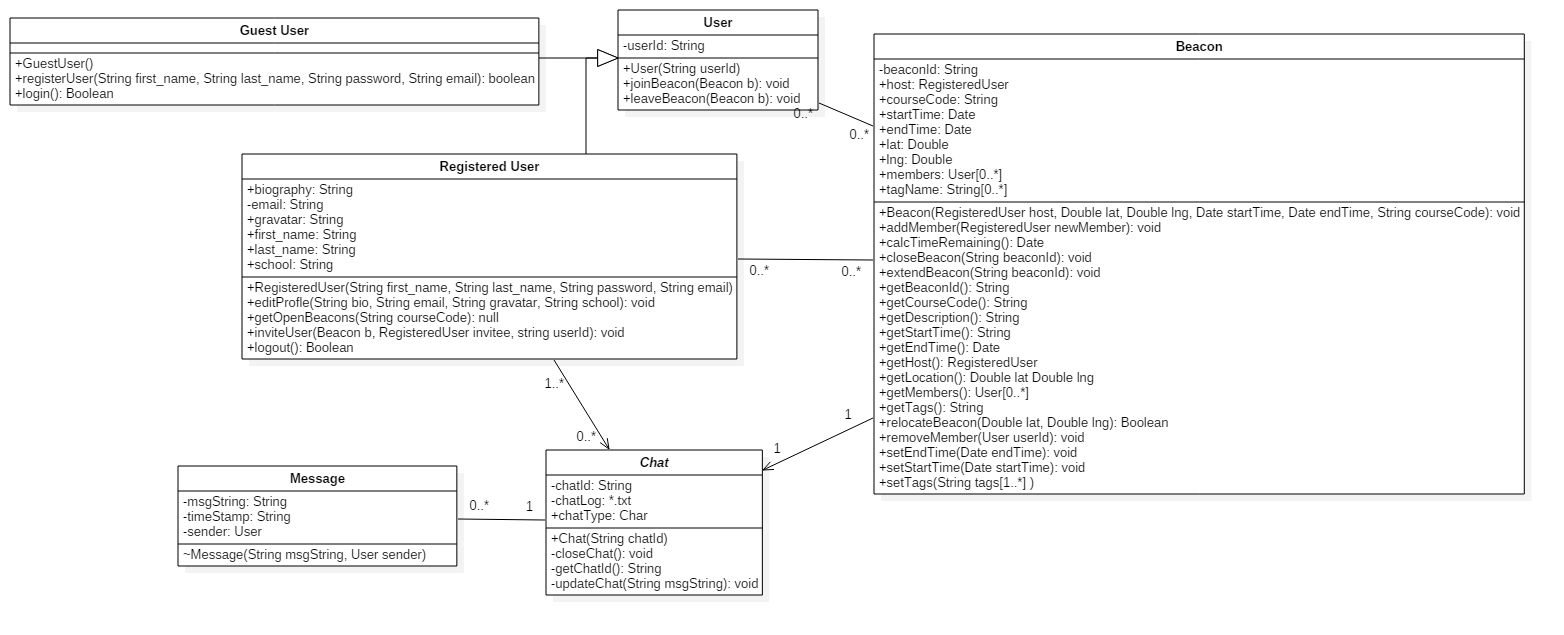 Guest User
+GuestUser()
+registerUser(String first_name, String last_name, String password, String email): boolean
+login(): Boolean
User
-userId: String
+User(String userId)
+joinBeacon(Beacon b): void
+leaveBeacon(Beacon b): void
0..*
0..*
Beacon
-beaconId: String
+host: RegisteredUser
+courseCode: String
+startTime: Date
+endTime: Date
+lat: Double
+lng: Double
+members: User[0..*]
+tagName: String[0..*]
+Beacon(RegisteredUser host, Double lat, Double lng, Date startTime, Date endTime, String courseCode): void
+addMember(RegisteredUser newMember): void
+calcTimeRemaining(): Date
+closeBeacon(String beaconId): void
+extendBeacon(String beaconId): void
+getBeaconId(): String
+getCourseCode(): String
+getDescription(): String
+getStartTime(): String
+getEndTime(): Date
+getHost(): RegisteredUser
+getLocation(): Double lat Double lng
+getMembers(): User[0..*]
+getTags(): String
+relocateBeacon(Double lat, Double lng): Boolean
+removeMember(User userId): void
+setEndTime(Date endTime): void
+setStartTime(Date startTime): void
+setTags(String tags[1..*] )
Registered User
+biography: String
-email: String
+gravatar: String
+first_name: String
+last_name: String
+school: String
+RegisteredUser(String first_name, String last_name, String password, String email)
+editProfle(String bio, String email, String gravatar, String school): void
+getOpenBeacons(String courseCode): null
+inviteUser(Beacon b, RegisteredUser invitee, string userId): void
+logout(): Boolean
0..*
0..*
1..*
0..*
1
1
Chat
-chatId: String
-chatLog: *.txt
+chatType: Char
+Chat(String chatId)
-closeChat(): void
-getChatId(): String
-updateChat(String msgString): void
Message
-msgString: String
-timeStamp: String
-sender: User
~Message(String msgString, User sender)
0..*
1